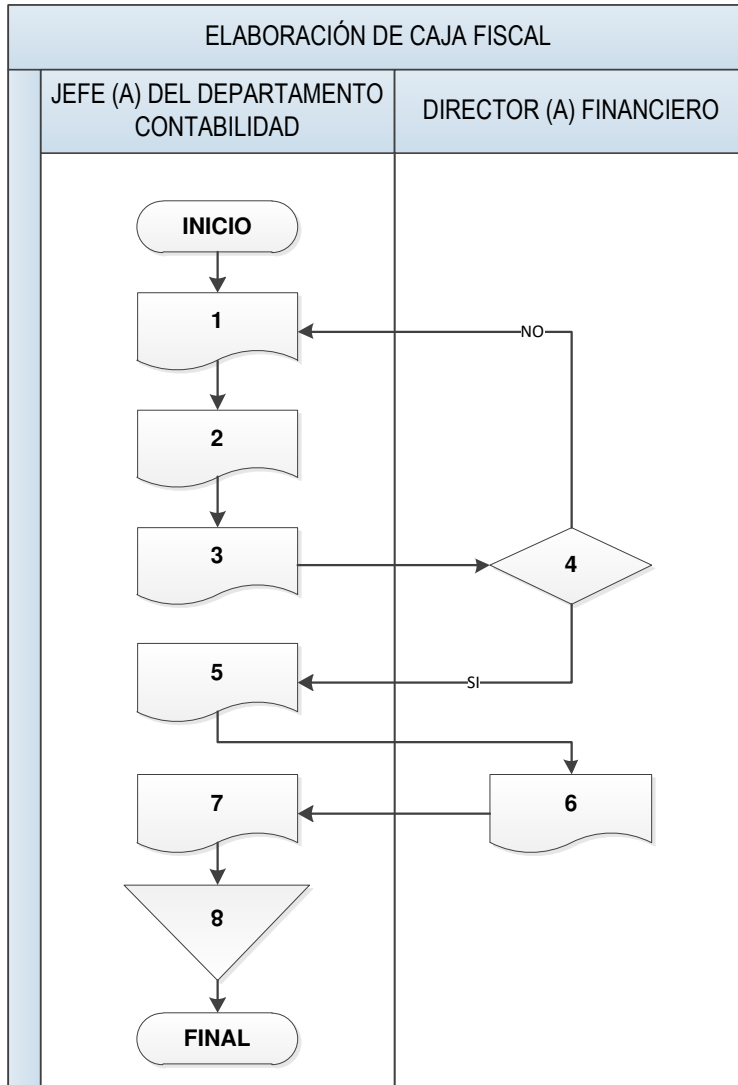 ELABORACIÓN DE CAJA FISCAL
JEFE (A) DEL DEPARTAMENTO
CONTABILIDAD
DIRECTOR (A) FINANCIERO
INICIO
1
NO
2
3
4
5
SI
7
6
8
FINAL